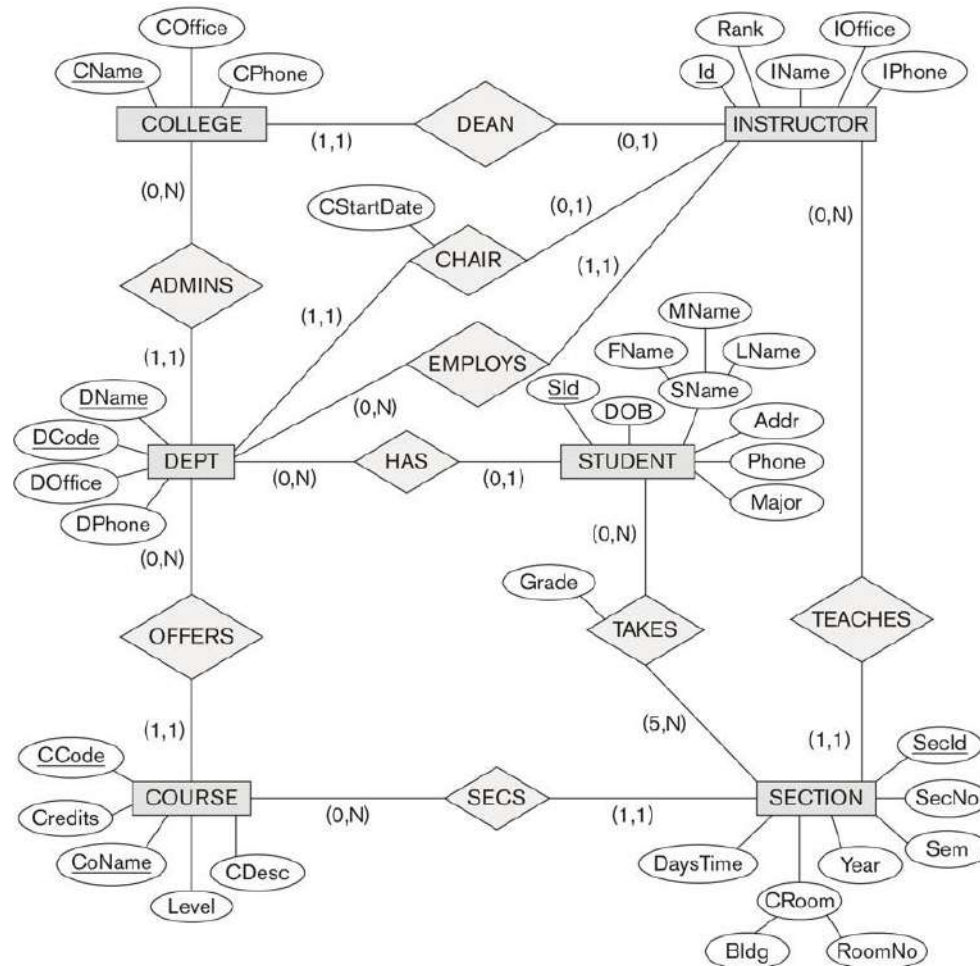 COffice
CName
CPhone
COLLEGE
Rank
IOffice
Id
IName
IPhone
INSTRUCTOR
DEAN
(1,1)
(0,1)
(0,N)
CStartDate
(0,1)
(0,N)
CHAIR
ADMINS
(1,1)
(1,1)
MName
(1,1)
EMPLOYS
FName
LName
DName
(0,N)
SId
SName
DCode
DOB
Addr
DEPT
HAS
STUDENT
Phone
DOffice
(0,N)
(0,1)
Major
DPhone
(0,N)
(0,N)
Grade
OFFERS
TAKES
TEACHES
(1,1)
(5,N)
(1,1)
CCode
SecId
COURSE
SECS
SECTION
SecNo
Credits
(0,N)
(1,1)
CoName
CDesc
DaysTime
Year
Sem
Level
CRoom
Bldg
RoomNo